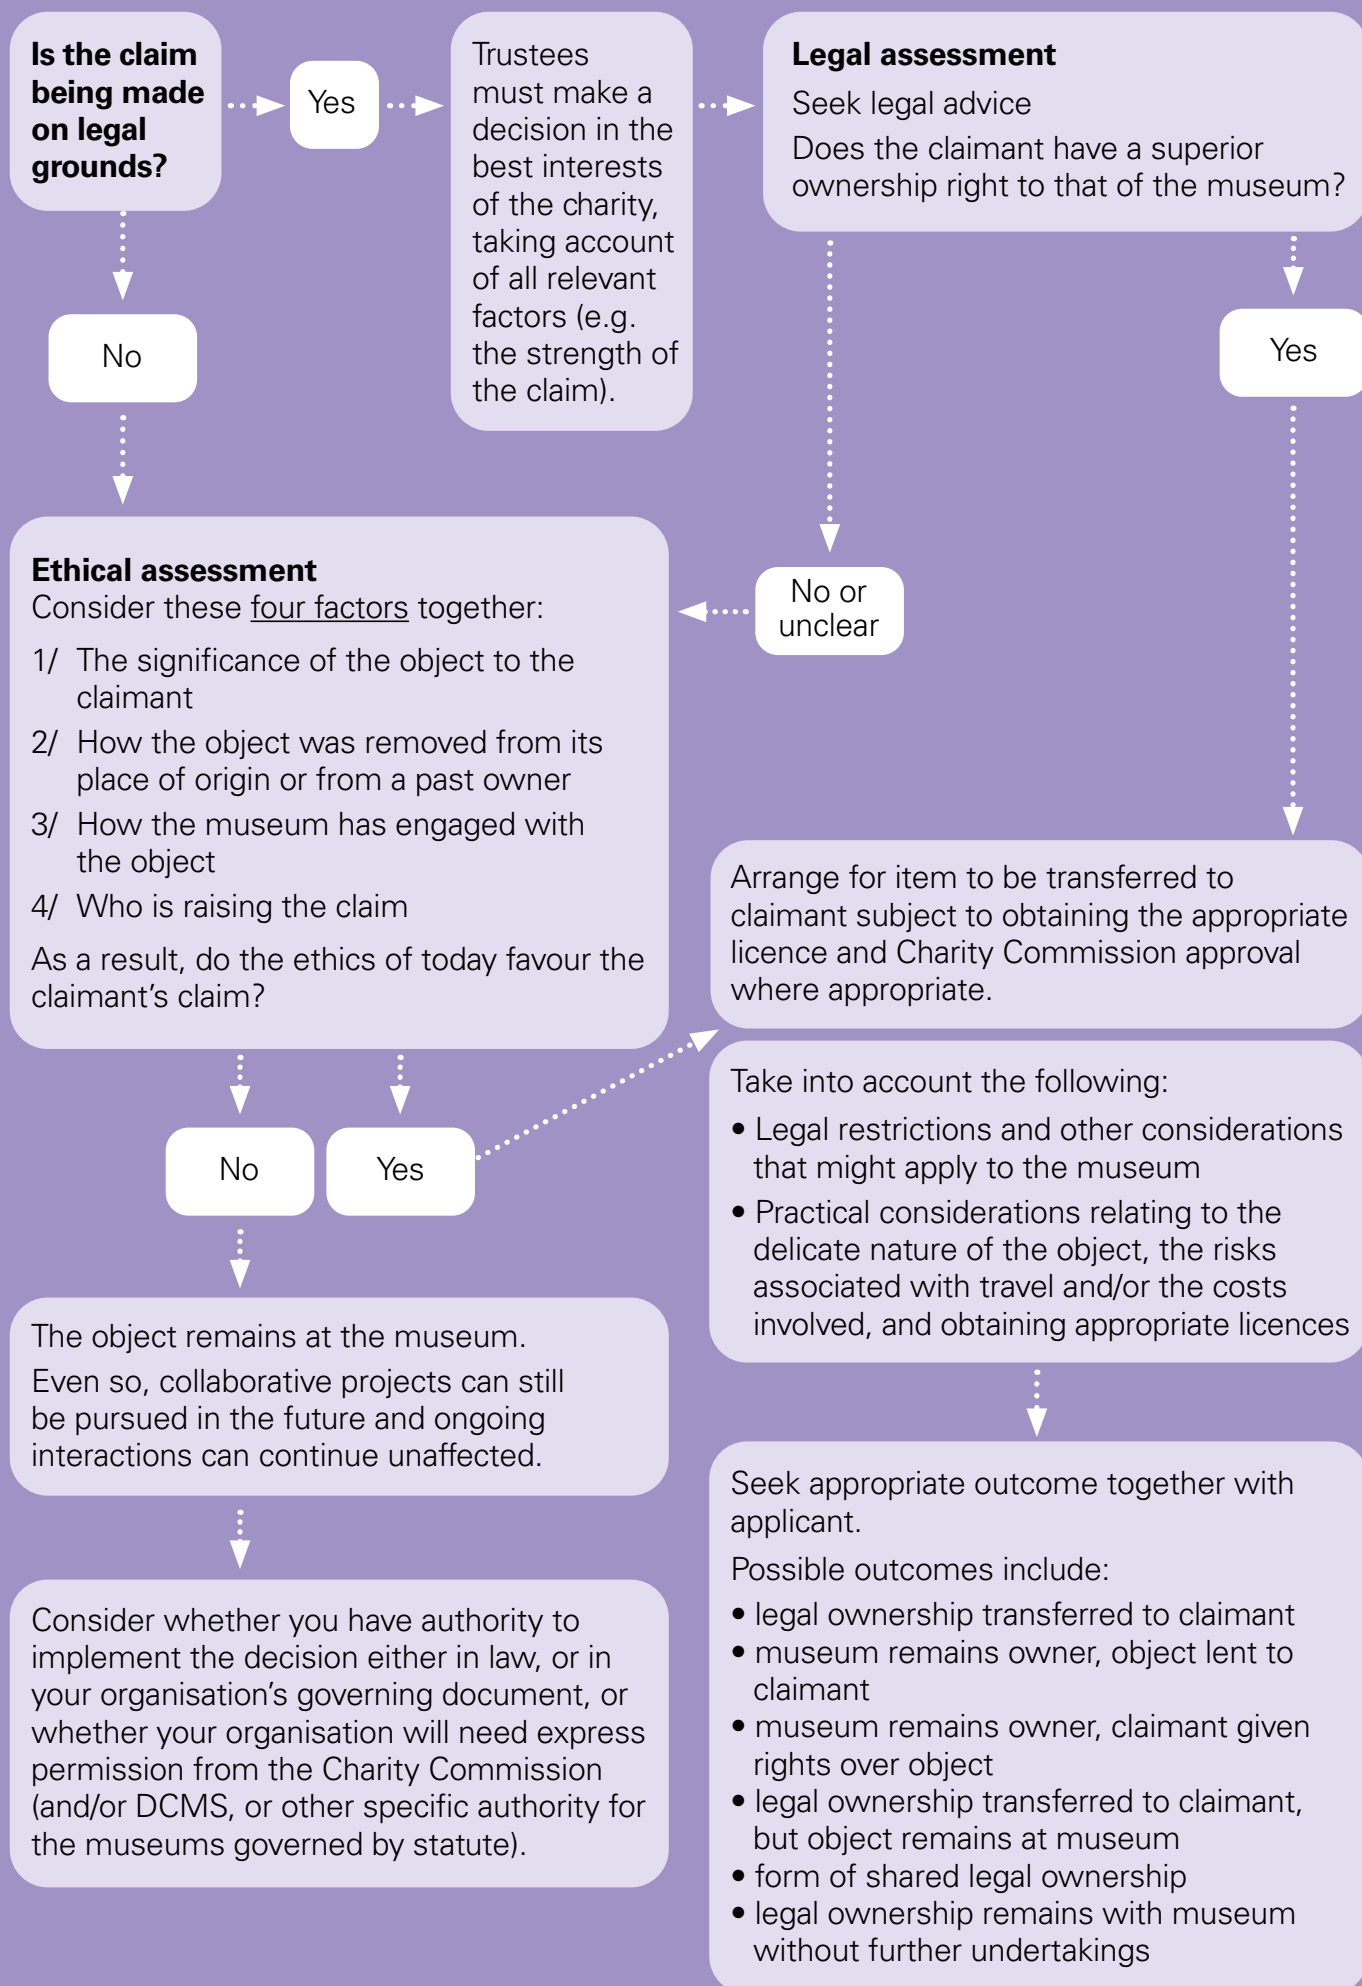 Is the claim
being made
on legal
grounds?
Yes
Trustees
must make a
decision in the
best interests
of the charity,
taking account
of all relevant
factors (e.g.
the strength of
the claim).
Legal assessment
Seek legal advice
Does the claimant have a superior
ownership right to that of the museum?
No
Yes
No or
unclear
Ethical assessment
Consider these four factors together:
1/ The significance of the object to the
claimant
2/ How the object was removed from its
place of origin or from a past owner
3/ How the museum has engaged with
the object
4/ Who is raising the claim
As a result, do the ethics of today favour the
claimant’s claim?
No
Yes
Arrange for item to be transferred to
claimant subject to obtaining the appropriate
licence and Charity Commission approval
where appropriate.
Take into account the following:
• Legal restrictions and other considerations
that might apply to the museum
• Practical considerations relating to the
delicate nature of the object, the risks
associated with travel and/or the costs
involved, and obtaining appropriate licences
The object remains at the museum.
Even so, collaborative projects can still
be pursued in the future and ongoing
interactions can continue unaffected.
Consider whether you have authority to
implement the decision either in law, or in
your organisation’s governing document, or
whether your organisation will need express
permission from the Charity Commission
(and/or DCMS, or other specific authority for
the museums governed by statute).
Seek appropriate outcome together with
applicant.
Possible outcomes include:
• legal ownership transferred to claimant
• museum remains owner, object lent to
claimant
• museum remains owner, claimant given
rights over object
• legal ownership transferred to claimant,
but object remains at museum
• form of shared legal ownership
• legal ownership remains with museum
without further undertakings